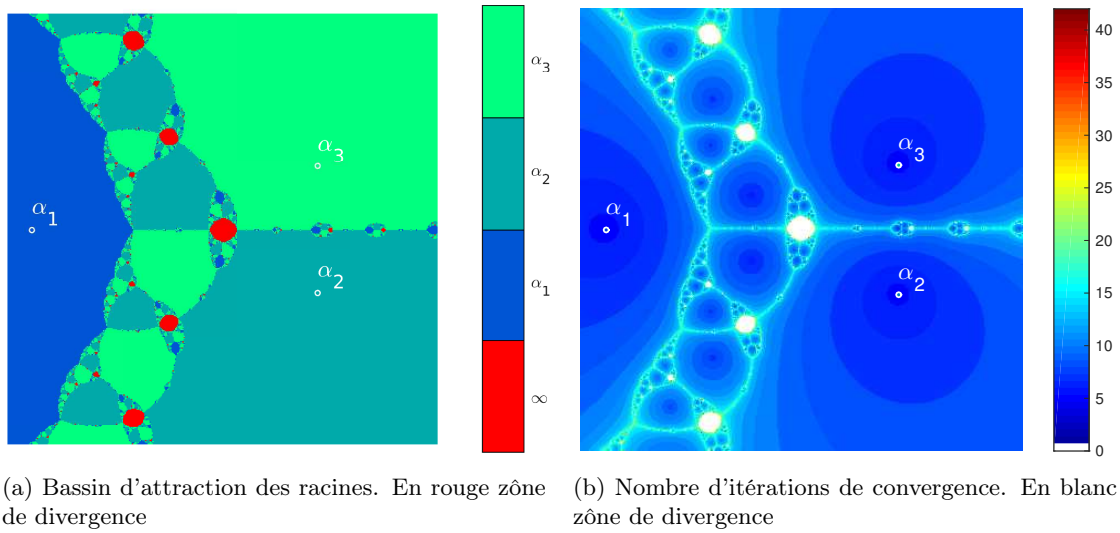 α₃
α₁
α₂
α₃
α₂
α₁
∞
α₃
α₁
α₂
40
35
30
25
20
15
10
5
0
(a) Bassin d'attraction des racines. En rouge zône
de divergence
(b) Nombre d'itérations de convergence. En blanc
zône de divergence